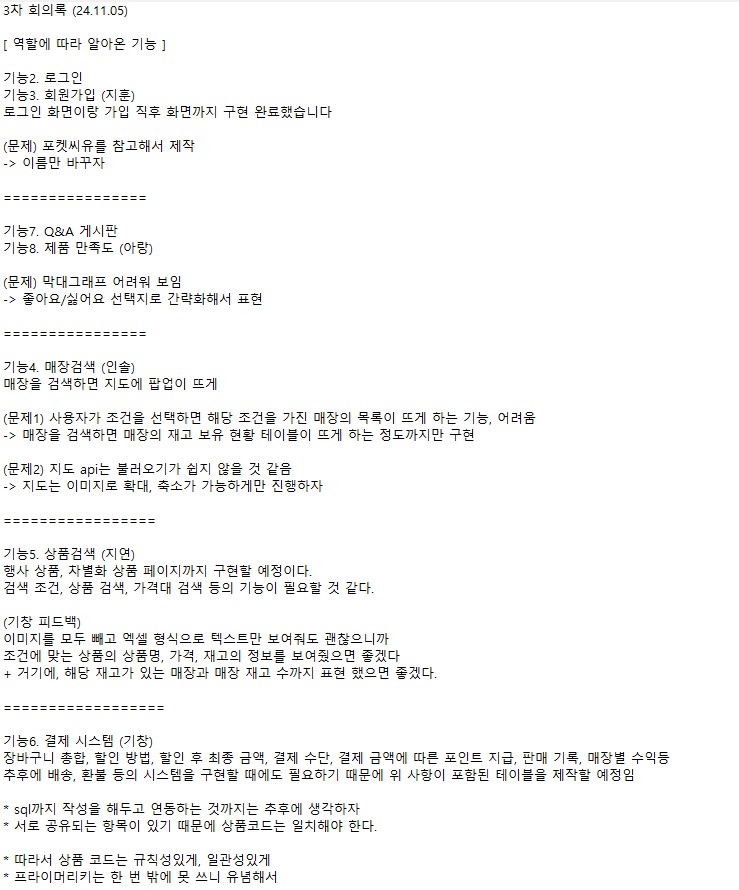 3차 회의록 (24.11.05)
[ 역할에 따라 알아온 기능 ]
기능2. 로그인
기능3. 회원가입 (지훈)
로그인 화면이랑 가입 직후 화면까지 구현 완료했습니다
(문제) 포켓씨유를 참고해서 제작
-> 이름만 바꾸자
================
기능7. Q&A 게시판
기능8. 제품 만족도 (아랑)
(문제) 막대그래프 어려워 보임
-> 좋아요/싫어요 선택지로 간략화해서 표현
================
기능4. 매장검색 (인솔)
매장을 검색하면 지도에 팝업이 뜨게
(문제1) 사용자가 조건을 선택하면 해당 조건을 가진 매장의 목록이 뜨게 하는 기능, 어려움
-> 매장을 검색하면 매장의 재고 보유 현황 테이블이 뜨게 하는 정도까지만 구현
(문제2) 지도 api는 불러오기가 쉽지 않을 것 같음
-> 지도는 이미지로 확대, 축소가 가능하게만 진행하자
=================
기능5. 상품검색 (지연)
행사 상품, 차별화 상품 페이지까지 구현할 예정이다.
검색 조건, 상품 검색, 가격대 검색 등의 기능이 필요할 것 같다.
(기창 피드백)
이미지를 모두 빼고 엑셀 형식으로 텍스트만 보여줘도 괜찮으니까
조건에 맞는 상품의 상품명, 가격, 재고의 정보를 보여줬으면 좋겠다
+ 거기에, 해당 재고가 있는 매장과 매장 재고 수까지 표현 했으면 좋겠다.
==================
기능6. 결제 시스템 (기창)
장바구니 총합, 할인 방법, 할인 후 최종 금액, 결제 수단, 결제 금액에 따른 포인트 지급, 판매 기록, 매장별 수익등
추후에 배송, 환불 등의 시스템을 구현할 때에도 필요하기 때문에 위 사항이 포함된 테이블을 제작할 예정임
* sql까지 작성을 해두고 연동하는 것까지는 추후에 생각하자
* 서로 공유되는 항목이 있기 때문에 상품코드는 일치해야 한다.
* 따라서 상품 코드는 규칙성있게, 일관성있게
* 프라이머리키는 한 번 밖에 못 쓰니 유념해서